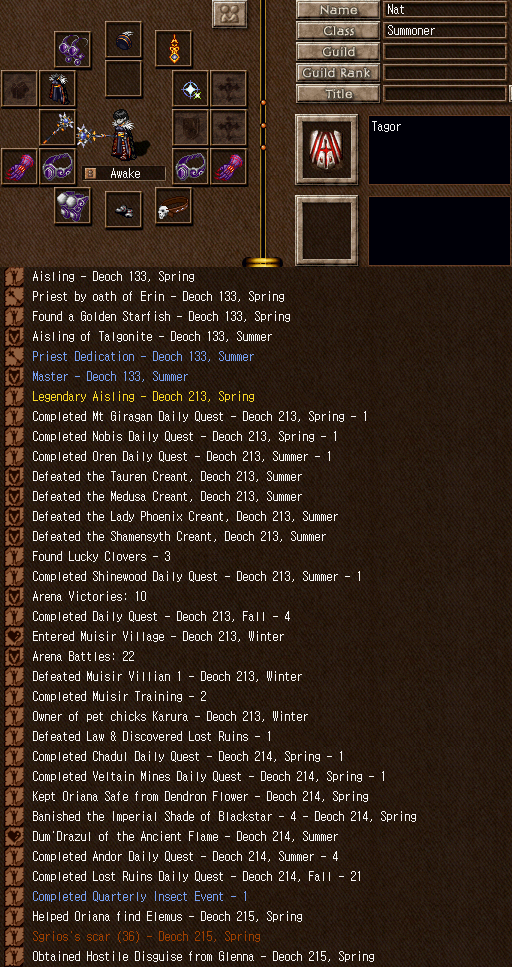 Name Nat
Class Summoner
Guild
Guild Rank
Title
Tagor
Awake
Aisling - Deoch 133, Spring
Priest by oath of Erin - Deoch 133, Spring
Found a Golden Starfish - Deoch 133, Spring
Aisling of Talgonite - Deoch 133, Summer
Priest Dedication - Deoch 133, Summer
Master - Deoch 133, Summer
Legendary Aisling - Deoch 213, Spring
Completed Mt Giragan Daily Quest - Deoch 213, Spring - 1
Completed Nobis Daily Quest - Deoch 213, Spring - 1
Completed Oren Daily Quest - Deoch 213, Summer - 1
Defeated the Tauren Creant, Deoch 213, Summer
Defeated the Medusa Creant, Deoch 213, Summer
Defeated the Lady Phoenix Creant, Deoch 213, Summer
Defeated the Shamensyth Creant, Deoch 213, Summer
Found Lucky Clovers - 3
Completed Shinewood Daily Quest - Deoch 213, Summer - 1
Arena Victories: 10
Completed Daily Quest - Deoch 213, Fall - 4
Entered Muisir Village - Deoch 213, Winter
Arena Battles: 22
Defeated Muisir Villian 1 - Deoch 213, Winter
Completed Muisir Training - 2
Owner of pet chicks Karura - Deoch 213, Winter
Defeated Law & Discovered Lost Ruins - 1
Completed Chadul Daily Quest - Deoch 214, Spring - 1
Completed Veltain Mines Daily Quest - Deoch 214, Spring - 1
Kept Oriana Safe from Dendron Flower - Deoch 214, Spring
Banished the Imperial Shade of Blackstar - 4 - Deoch 214, Spring
Dum'Drazul of the Ancient Flame - Deoch 214, Summer
Completed Andor Daily Quest - Deoch 214, Summer - 4
Completed Lost Ruins Daily Quest - Deoch 214, Fall - 21
Completed Quarterly Insect Event - 1
Helped Oriana find Elemus - Deoch 215, Spring
Sgrios's scar (36) - Deoch 215, Spring
Obtained Hostile Disguise from Glenna - Deoch 215, Spring